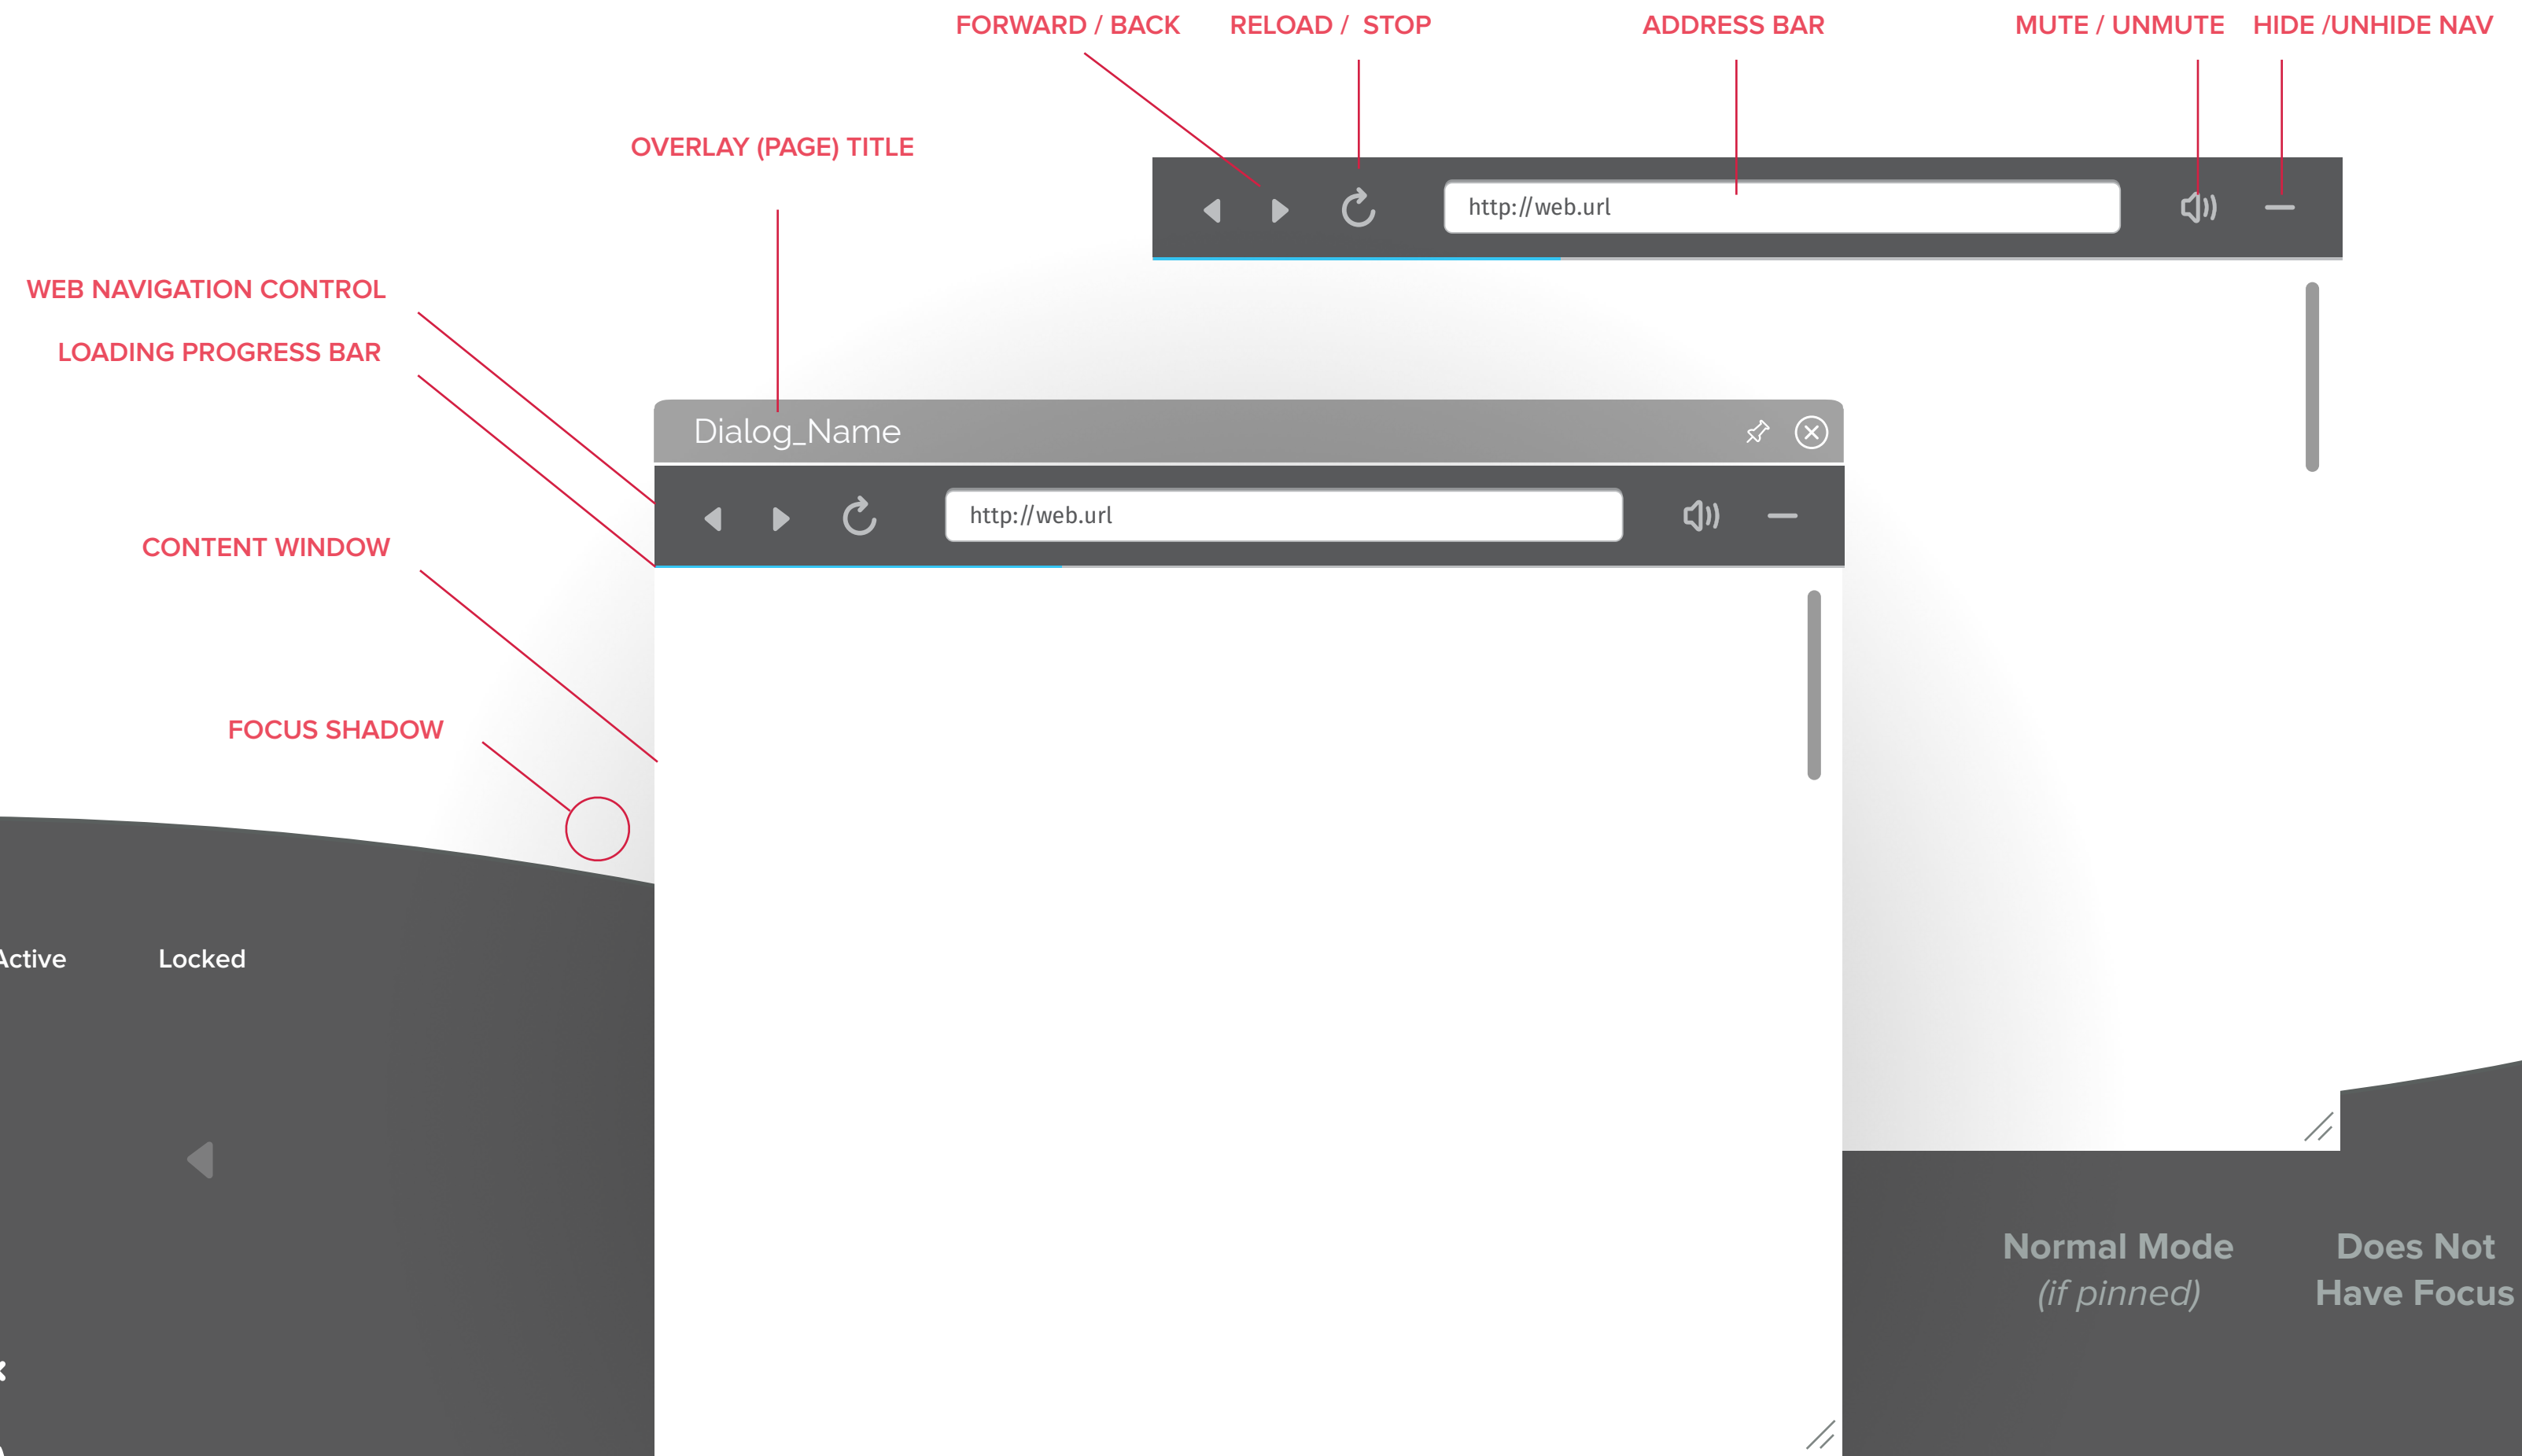 FORWARD / BACK
RELOAD / STOP
ADDRESS BAR
MUTE / UNMUTE
HIDE /UNHIDE NAV
OVERLAY (PAGE) TITLE
http://web.url
WEB NAVIGATION CONTROL
LOADING PROGRESS BAR
Dialog_Name
http://web.url
CONTENT WINDOW
FOCUS SHADOW
Active
Locked
Normal Mode
(if pinned)
Does Not
Have Focus